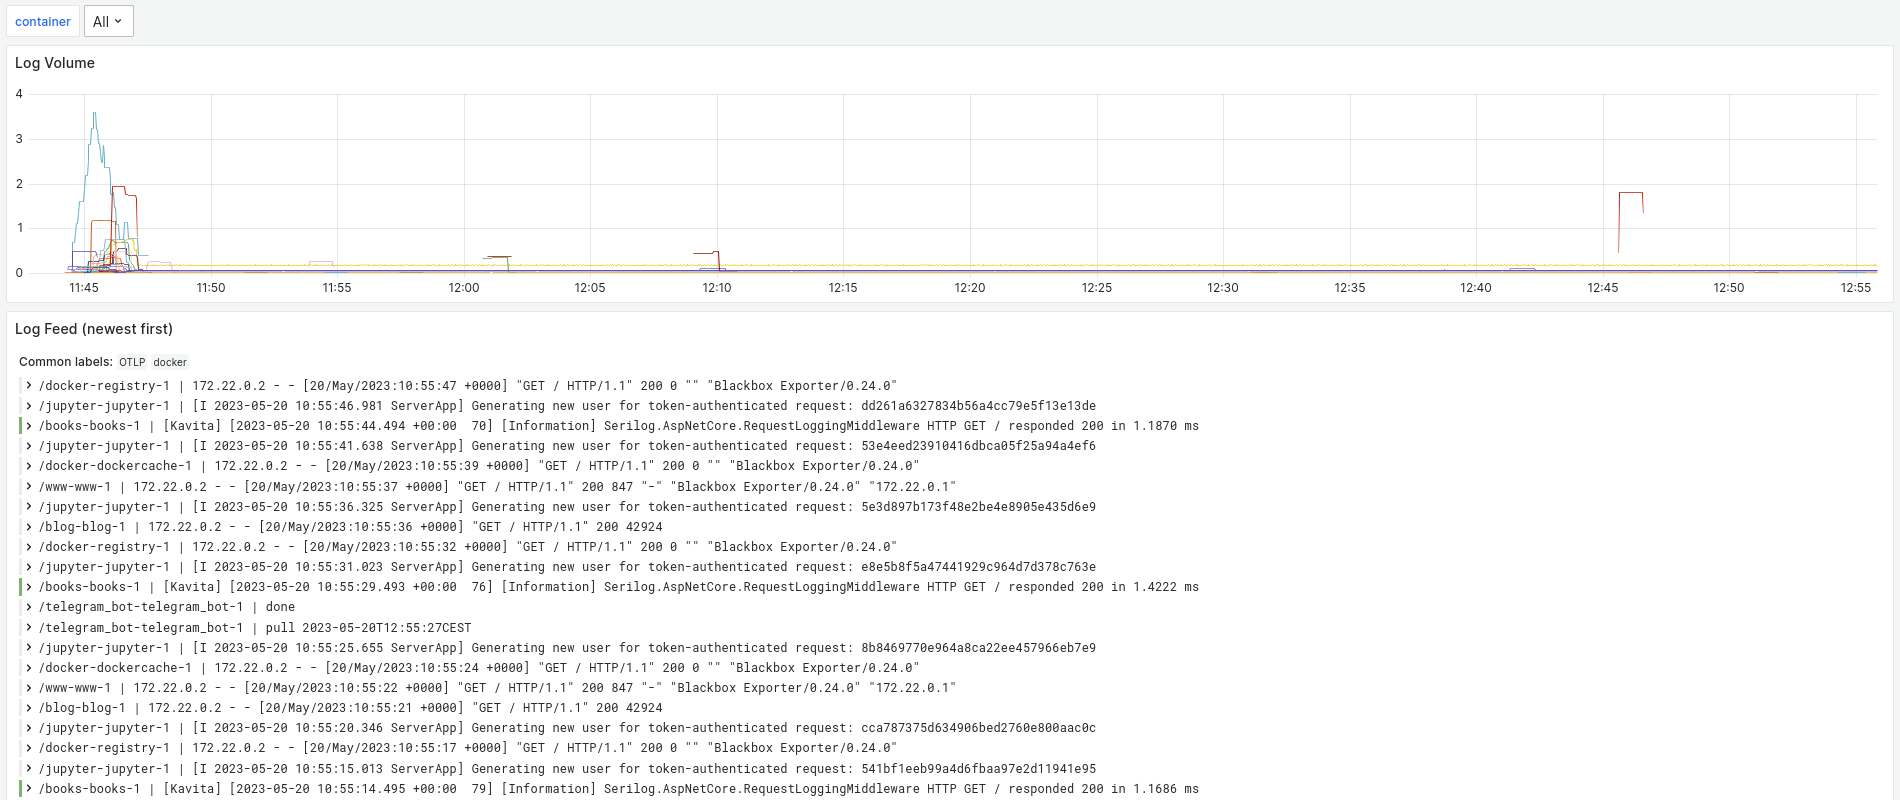 container All
Log Volume
4
3
2
1
0
11:45 11:50 11:55 12:00 12:05 12:10 12:15 12:20 12:25 12:30 12:35 12:40 12:45 12:50 12:55
Log Feed (newest first)
Common labels: OTLP docker
/docker-registry-1 | 172.22.0.2 - - [20/May/2023:10:55:47 +0000] "GET / HTTP/1.1" 200 0 "" "Blackbox Exporter/0.24.0"
/jupyter-jupyter-1 | [I 2023-05-20 10:55:46.981 ServerApp] Generating new user for token-authenticated request: dd261a6327834b56a4cc79e5f13e13de
/books-books-1 | [Kavita] [2023-05-20 10:55:44.494 +00:00  70] [Information] Serilog.AspNetCore.RequestLoggingMiddleware HTTP GET / responded 200 in 1.1870 ms
/jupyter-jupyter-1 | [I 2023-05-20 10:55:41.638 ServerApp] Generating new user for token-authenticated request: 53e4eed23910416dbca05f25a94a4ef6
/docker-dockercache-1 | 172.22.0.2 - - [20/May/2023:10:55:39 +0000] "GET / HTTP/1.1" 200 0 "" "Blackbox Exporter/0.24.0"
/www-www-1 | 172.22.0.2 - - [20/May/2023:10:55:37 +0000] "GET / HTTP/1.1" 200 847 "-" "Blackbox Exporter/0.24.0" "172.22.0.1"
/jupyter-jupyter-1 | [I 2023-05-20 10:55:36.325 ServerApp] Generating new user for token-authenticated request: 5e3d897b173f48e2be4e8905e435d6e9
/blog-blog-1 | 172.22.0.2 - - [20/May/2023:10:55:36 +0000] "GET / HTTP/1.1" 200 42924
/docker-registry-1 | 172.22.0.2 - - [20/May/2023:10:55:32 +0000] "GET / HTTP/1.1" 200 0 "" "Blackbox Exporter/0.24.0"
/jupyter-jupyter-1 | [I 2023-05-20 10:55:31.023 ServerApp] Generating new user for token-authenticated request: e8e5b8f5a47441929c964d7d378c763e
/books-books-1 | [Kavita] [2023-05-20 10:55:29.493 +00:00  76] [Information] Serilog.AspNetCore.RequestLoggingMiddleware HTTP GET / responded 200 in 1.4222 ms
/telegram_bot-telegram_bot-1 | done
/telegram_bot-telegram_bot-1 | pull 2023-05-20T12:55:27CEST
/jupyter-jupyter-1 | [I 2023-05-20 10:55:25.655 ServerApp] Generating new user for token-authenticated request: 8b8469770e964a8ca22ee457966eb7e9
/docker-dockercache-1 | 172.22.0.2 - - [20/May/2023:10:55:24 +0000] "GET / HTTP/1.1" 200 0 "" "Blackbox Exporter/0.24.0"
/www-www-1 | 172.22.0.2 - - [20/May/2023:10:55:22 +0000] "GET / HTTP/1.1" 200 847 "-" "Blackbox Exporter/0.24.0" "172.22.0.1"
/blog-blog-1 | 172.22.0.2 - - [20/May/2023:10:55:21 +0000] "GET / HTTP/1.1" 200 42924
/jupyter-jupyter-1 | [I 2023-05-20 10:55:20.346 ServerApp] Generating new user for token-authenticated request: cca787375d634906bed2760e800aac0c
/docker-registry-1 | 172.22.0.2 - - [20/May/2023:10:55:17 +0000] "GET / HTTP/1.1" 200 0 "" "Blackbox Exporter/0.24.0"
/jupyter-jupyter-1 | [I 2023-05-20 10:55:15.013 ServerApp] Generating new user for token-authenticated request: 541bf1eeb99a4d6fbaa97e2d11941e95
/books-books-1 | [Kavita] [2023-05-20 10:55:14.495 +00:00  79] [Information] Serilog.AspNetCore.RequestLoggingMiddleware HTTP GET / responded 200 in 1.1686 ms